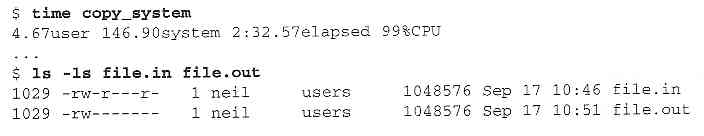 $ time copy_system
4.67user 146.90system 2:32.57elapsed 99%CPU
...
$ ls -ls file.in file.out
1029 -rw-r---r- 1 neil users 1048576 Sep 17 10:46 file.in
1029 -rw------- 1 neil users 1048576 Sep 17 10:51 file.out